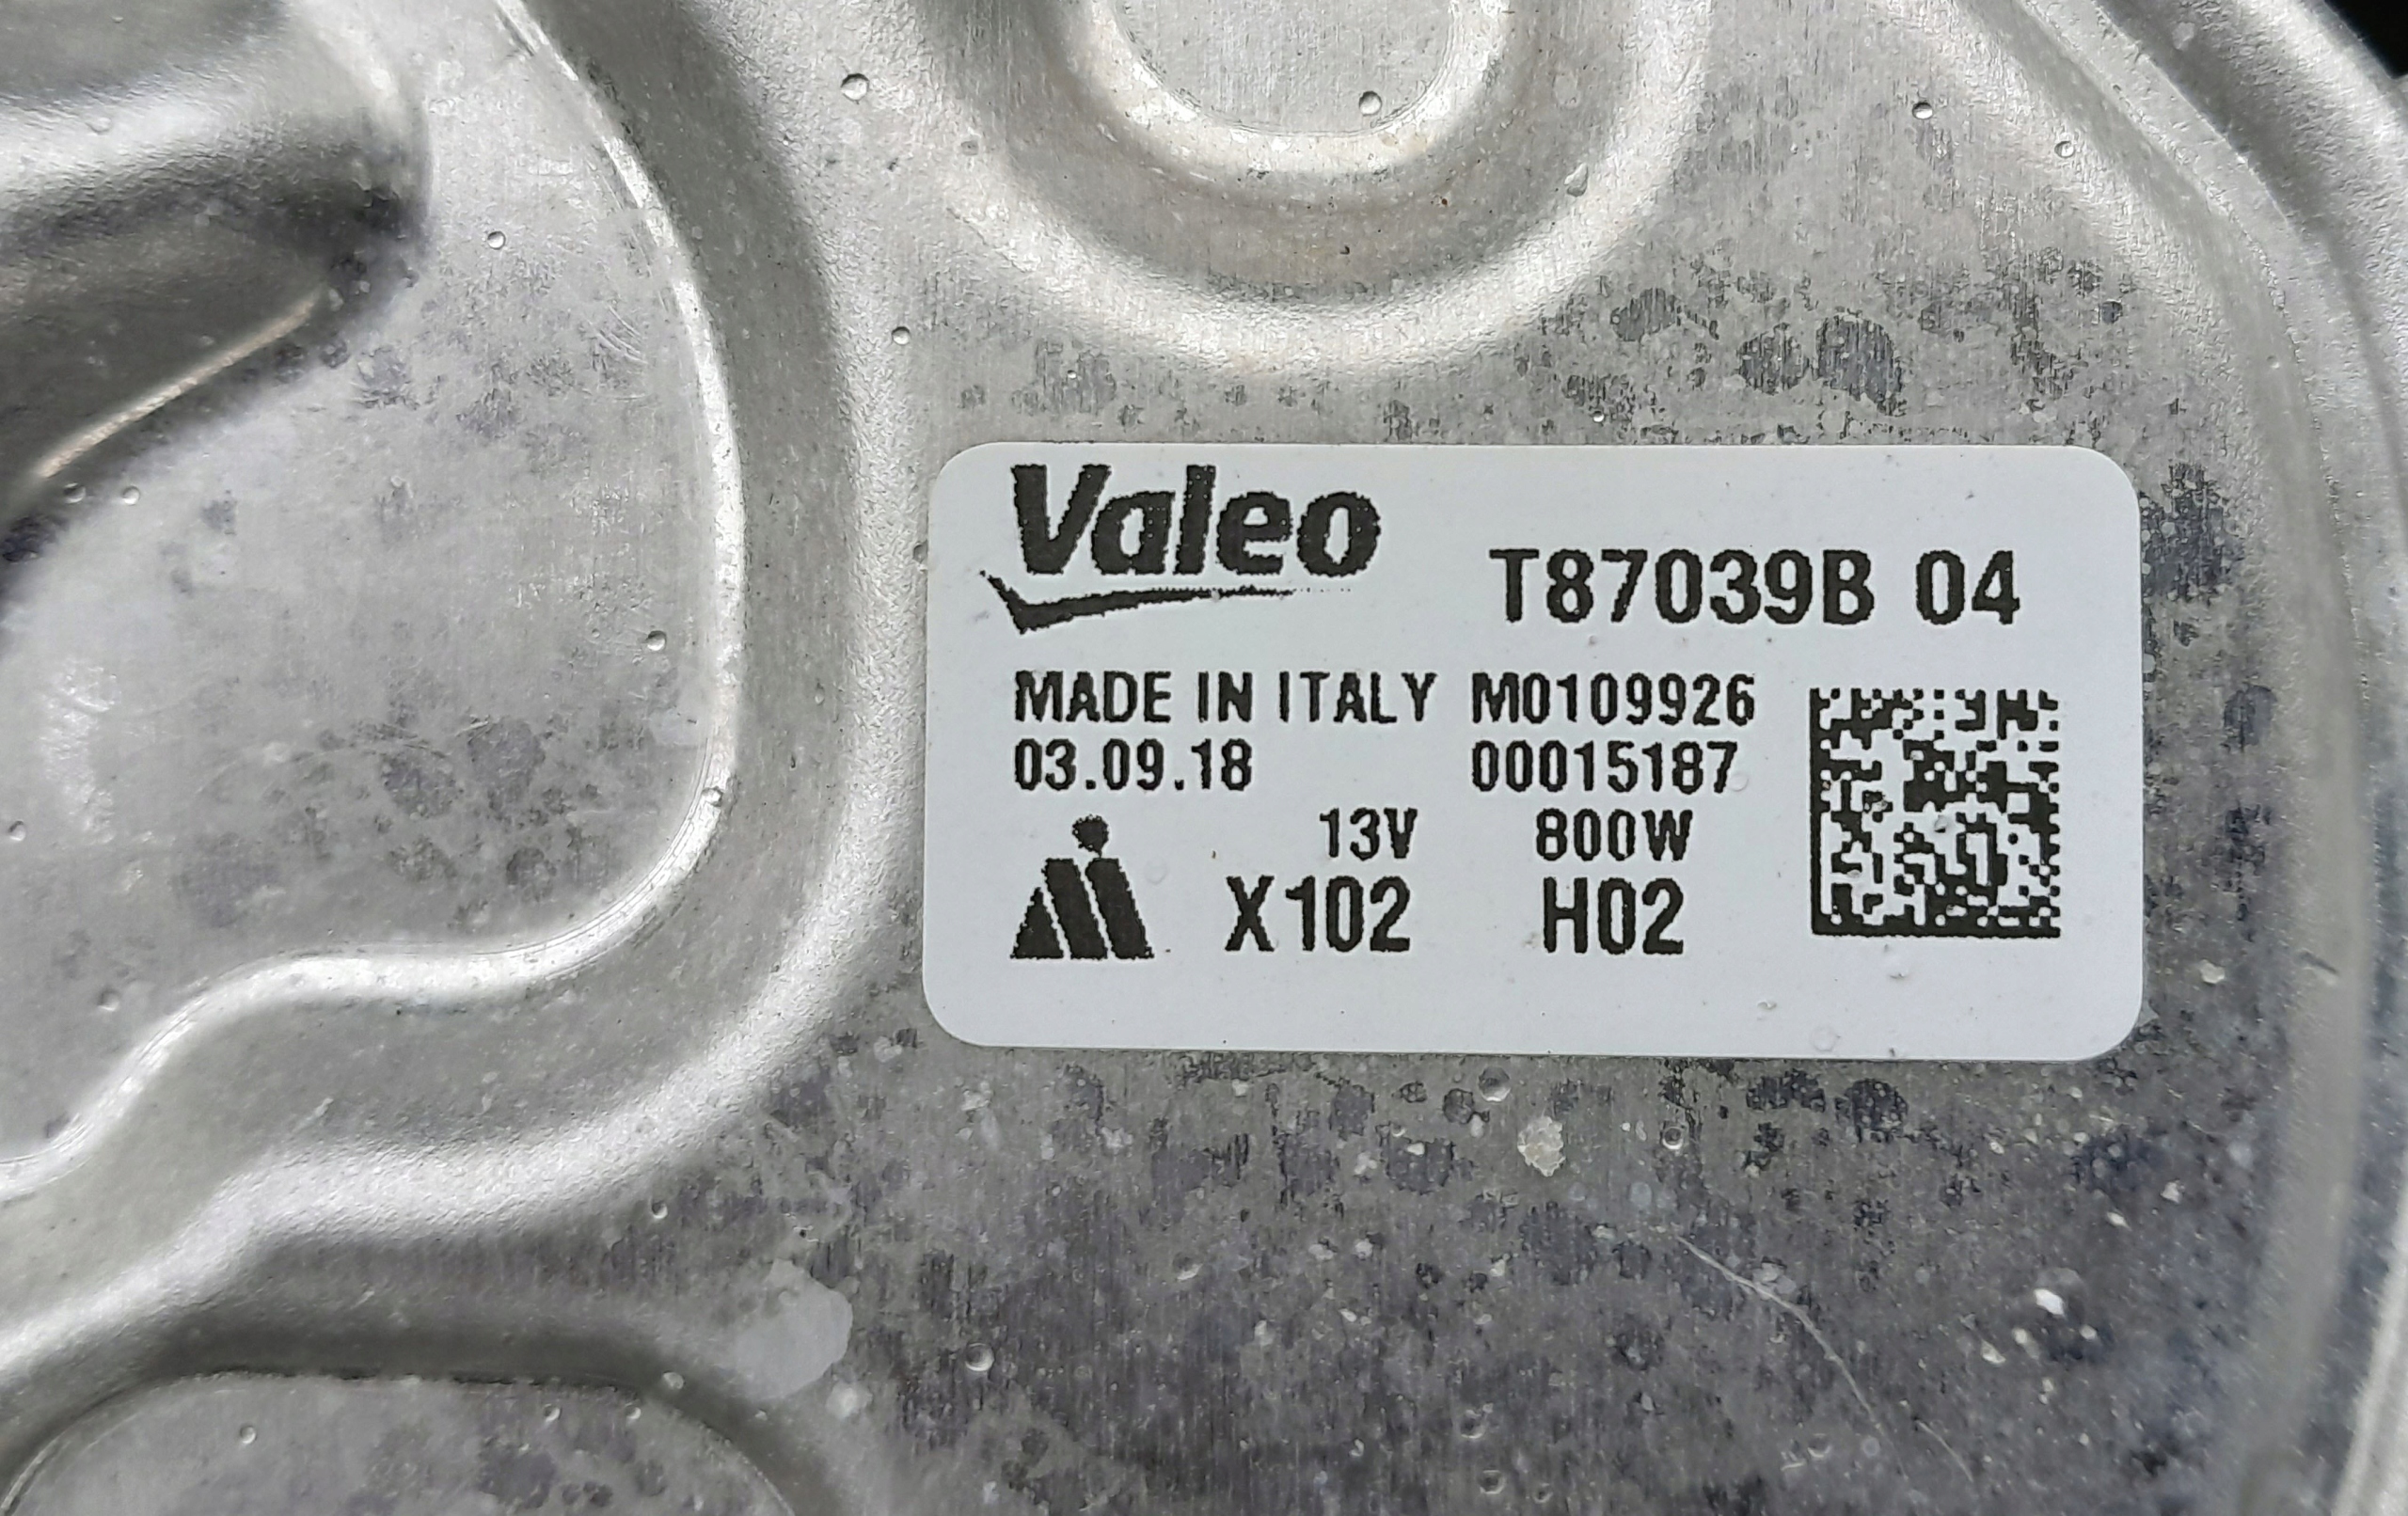 Valeo
T87039B 04
MADE IN ITALY M0109926
03.09.18 00015187
13V 800W
X102 H02